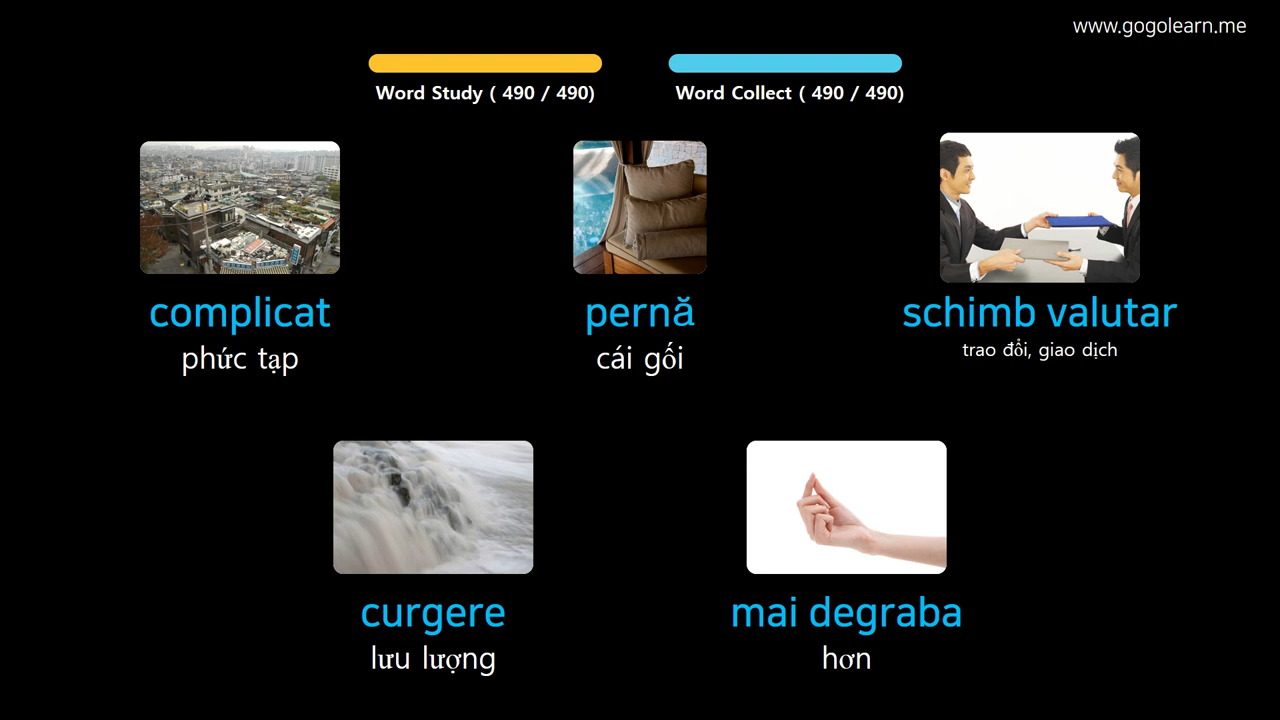 www.gogolearn.me
Word Study ( 490 / 490)
Word Collect ( 490 / 490)
complicat
phức tạp
pernă
cái gối
schimb valutar
trao đổi, giao dịch
curgere
lưu lượng
mai degraba
hơn